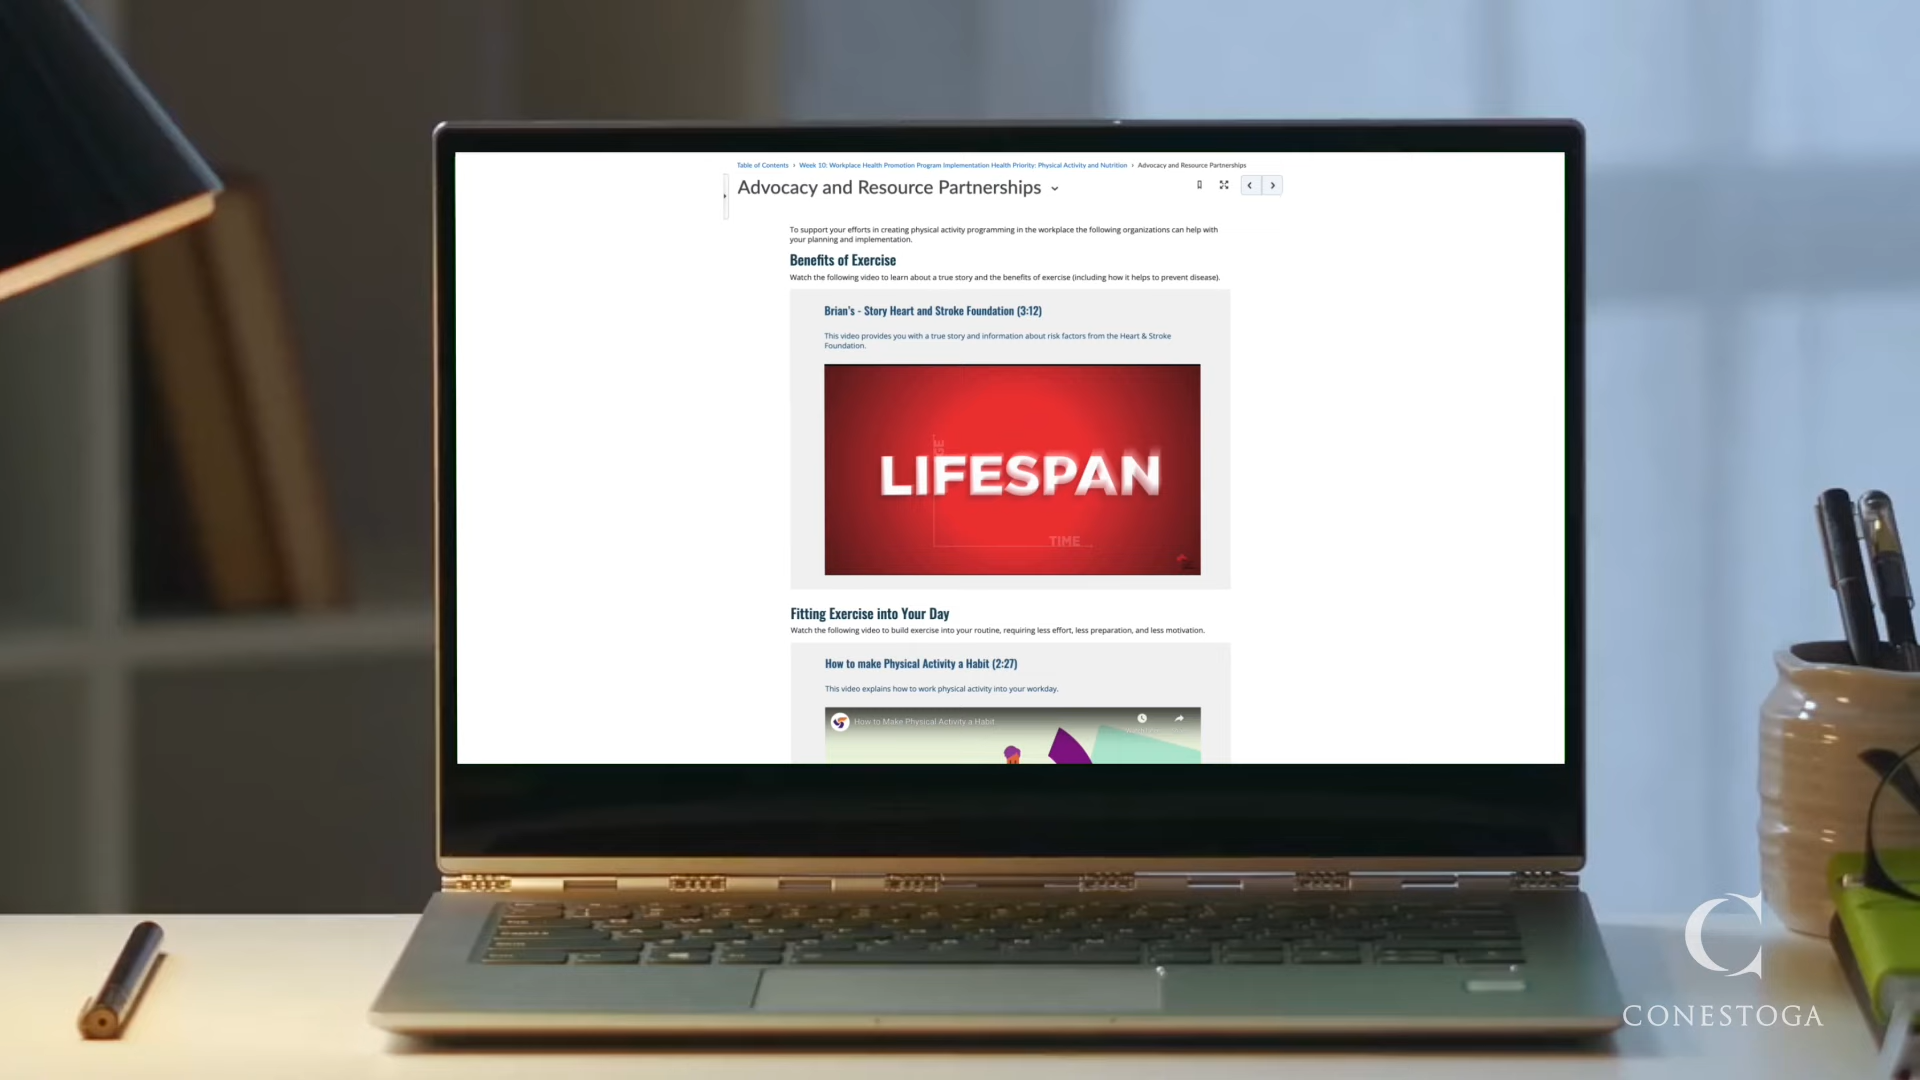 Table of Contents › Week 10: Workplace Health Promotion Program Implementation Health Priority: Physical Activity and Nutrition › Advocacy and Resource Partnerships
Advocacy and Resource Partnerships
To support your efforts in creating physical activity programming in the workplace the following organizations can help with
your planning and implementation.
Benefits of Exercise
Watch the following video to learn about a true story and the benefits of exercise (including how it helps to prevent disease).
Brian's - Story Heart and Stroke Foundation (3:12)
This video provides you with a true story and information about risk factors from the Heart & Stroke
Foundation.
LIFESPAN
TIME
Fitting Exercise into Your Day
Watch the following video to build exercise into your routine, requiring less effort, less preparation, and less motivation.
How to make Physical Activity a Habit (2:27)
This video explains how to work physical activity into your workday.
How to Make Physical Activity a Habit
C
CONESTOGA